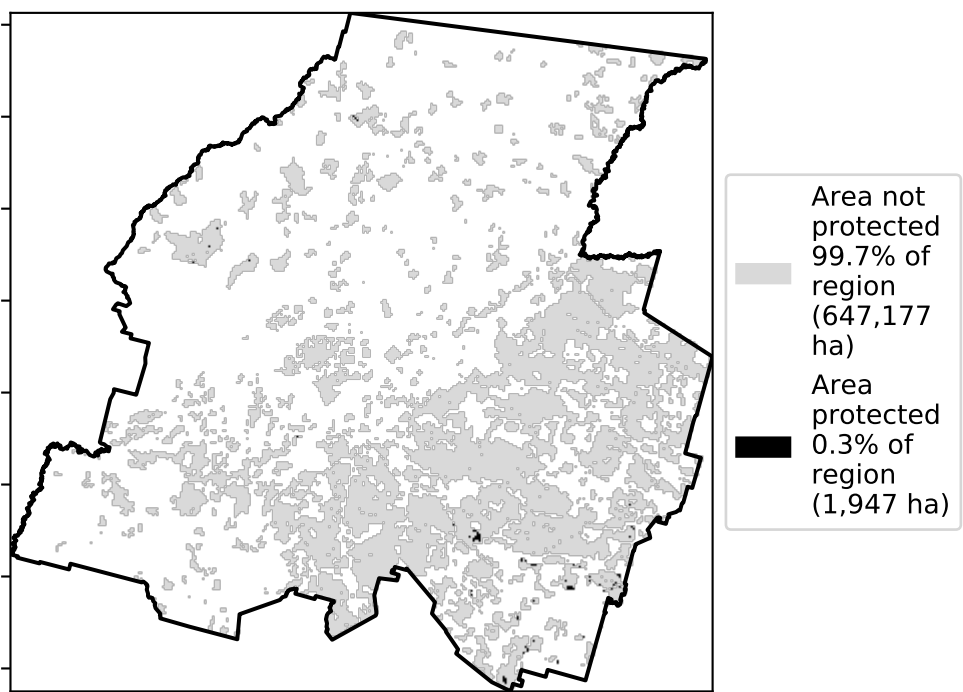 Area not
protected
99.7% of
region
(647,177
ha)
Area
protected
0.3% of
region
(1,947 ha)